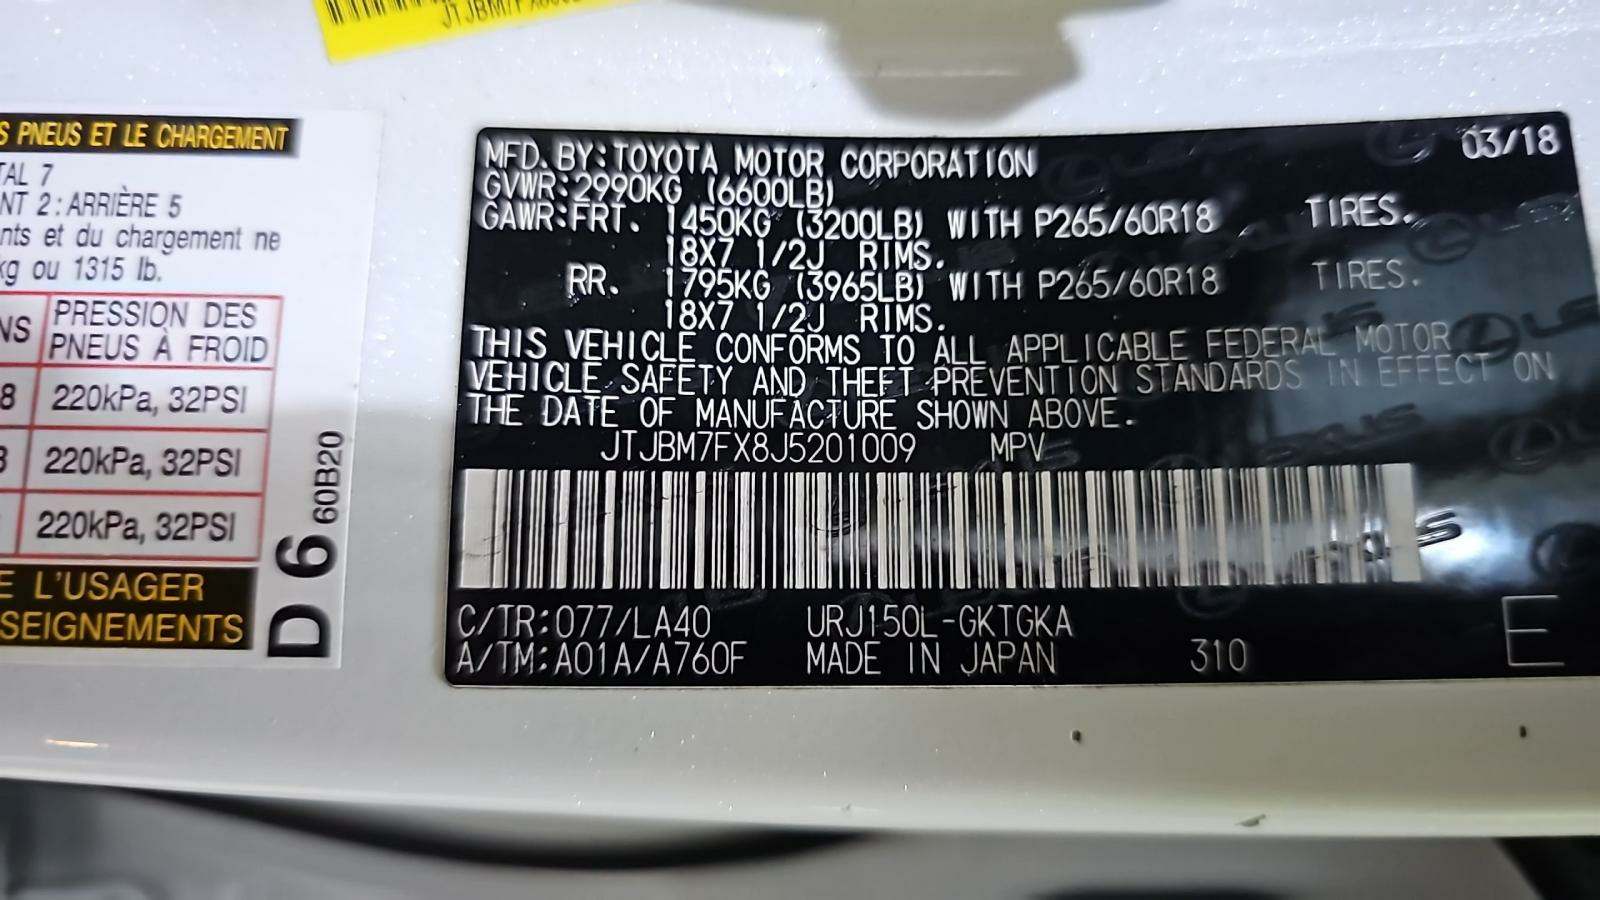 S PNEUS ET LE CHARGEMENT
TAL 7
NT 2: ARRIÈRE 5
nts et du chargement ne
kg ou 1315 lb.
NS PRESSION DES
PNEUS À FROID
8 220kPa, 32PSI
220kPa, 32PSI
220kPa, 32PSI
E L'USAGER
SEIGNEMENTS
D 6 60B20
MFD. BY: TOYOTA MOTOR CORPORATION 03/18
GVWR: 2990KG (6600LB)
GAWR: FRT. 1450KG (3200LB) WITH P265/60R18 TIRES.
18X7 1/2J RIMS.
RR. 1795KG (3965LB) WITH P265/60R18 TIRES.
18X7 1/2J RIMS.
THIS VEHICLE CONFORMS TO ALL APPLICABLE FEDERAL MOTOR
VEHICLE SAFETY AND THEFT PREVENTION STANDARDS IN EFFECT ON
THE DATE OF MANUFACTURE SHOWN ABOVE.
JTJBM7FX8J5201009 MPV
C/TR: 077/LA40 URJ150L-GKTGKA
A/TM: A01A/A760F MADE IN JAPAN 310 E